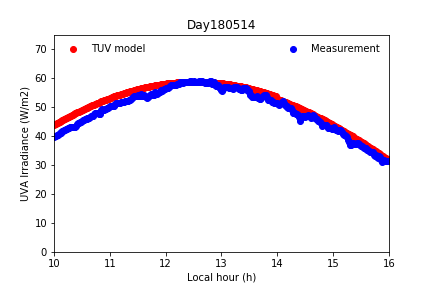 Day180514
TUV model
Measurement
UVA Irradiance (W/m2)
70
60
50
40
30
20
10
0
10 11 12 13 14 15 16
Local hour (h)